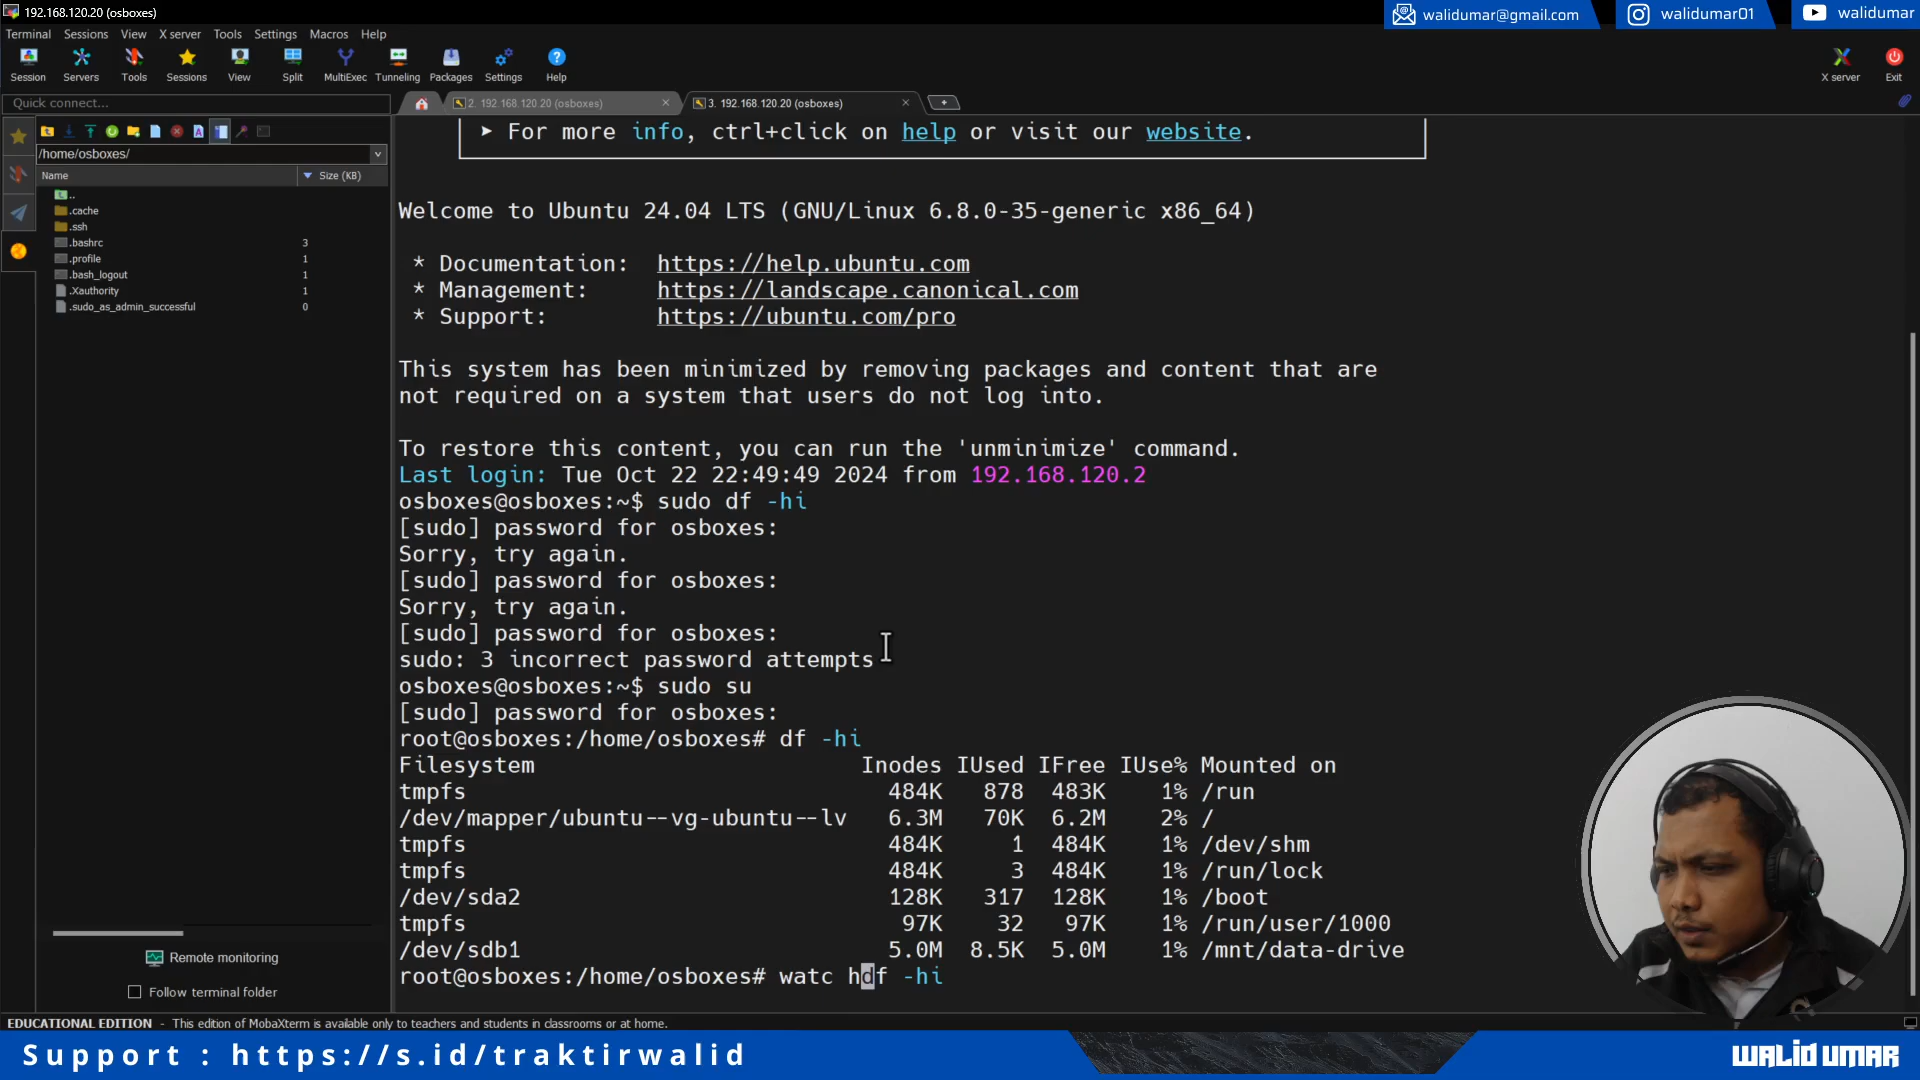 192.168.120.20 (osboxes)
walidumar@gmail.com
walidumar01
walidumar
Terminal Sessions View X server Tools Settings Macros Help
Session Servers Tools Sessions View Split MultiExec Tunneling Packages Settings Help
X server Exit
Quick connect...
2. 192.168.120.20 (osboxes)
3. 192.168.120.20 (osboxes)
/home/osboxes/
Name Size (KB)
..
.cache
.ssh
.bashrc 3
.profile 1
.bash_logout 1
.Xauthority 1
.sudo_as_admin_successful 0
Remote monitoring
Follow terminal folder
➤ For more info, ctrl+click on help or visit our website.
Welcome to Ubuntu 24.04 LTS (GNU/Linux 6.8.0-35-generic x86_64)
* Documentation: https://help.ubuntu.com
* Management: https://landscape.canonical.com
* Support: https://ubuntu.com/pro
This system has been minimized by removing packages and content that are
not required on a system that users do not log into.
To restore this content, you can run the 'unminimize' command.
Last login: Tue Oct 22 22:49:49 2024 from 192.168.120.2
osboxes@osboxes:~$ sudo df -hi
[sudo] password for osboxes:
Sorry, try again.
[sudo] password for osboxes:
Sorry, try again.
[sudo] password for osboxes:
sudo: 3 incorrect password attempts
osboxes@osboxes:~$ sudo su
[sudo] password for osboxes:
root@osboxes:/home/osboxes# df -hi
Filesystem Inodes IUsed IFree IUse% Mounted on
tmpfs 484K 878 483K 1% /run
/dev/mapper/ubuntu--vg-ubuntu--lv 6.3M 70K 6.2M 2% /
tmpfs 484K 1 484K 1% /dev/shm
tmpfs 484K 3 484K 1% /run/lock
/dev/sda2 128K 317 128K 1% /boot
tmpfs 97K 32 97K 1% /run/user/1000
/dev/sdb1 5.0M 8.5K 5.0M 1% /mnt/data-drive
root@osboxes:/home/osboxes# watc hdf -hi
EDUCATIONAL EDITION - This edition of MobaXterm is available only to teachers and students in classrooms or at home.
Support : https://s.id/traktirwalid
WALID UMAR